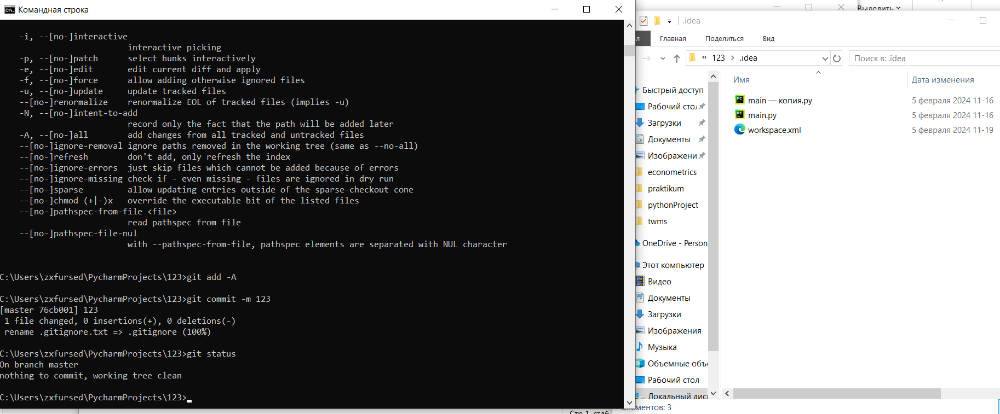 Командная строка
-i, --[no-]interactive
interactive picking
-p, --[no-]patch select hunks interactively
-e, --[no-]edit edit current diff and apply
-f, --[no-]force allow adding otherwise ignored files
-u, --[no-]update update tracked files
--[no-]renormalize renormalize EOL of tracked files (implies -u)
-N, --[no-]intent-to-add
record only the fact that the path will be added later
-A, --[no-]all add changes from all tracked and untracked files
--[no-]ignore-removal ignore paths removed in the working tree (same as --no-all)
--[no-]refresh don't add, only refresh the index
--[no-]ignore-errors just skip files which cannot be added because of errors
--[no-]ignore-missing check if - even missing - files are ignored in dry run
--[no-]sparse allow updating entries outside of the sparse-checkout cone
--[no-]chmod (+|-)x override the executable bit of the listed files
--[no-]pathspec-from-file <file>
read pathspec from file
--[no-]pathspec-file-nul
with --pathspec-from-file, pathspec elements are separated with NUL character
C:\Users\zxfursed\PycharmProjects\123>git add -A
C:\Users\zxfursed\PycharmProjects\123>git commit -m 123
[master 76cb001] 123
1 file changed, 0 insertions(+), 0 deletions(-)
rename .gitignore.txt => .gitignore (100%)
C:\Users\zxfursed\PycharmProjects\123>git status
On branch master
nothing to commit, working tree clean
C:\Users\zxfursed\PycharmProjects\123>
Выделить
.idea
Главная Поделиться Вид
« 123 > .idea
Поиск в: .idea
Быстрый доступ
Рабочий стол
Загрузки
Документы
Изображени
econometrics
praktikum
pythonProject
twms
OneDrive - Person
Этот компьютер
Видео
Документы
Загрузки
Изображения
Музыка
Объемные объ
Рабочий стол
Локальный дис
Имя Дата изменения
main — копия.py 5 февраля 2024 11-16
main.py 5 февраля 2024 11-16
workspace.xml 5 февраля 2024 11-19
Элементов: 3